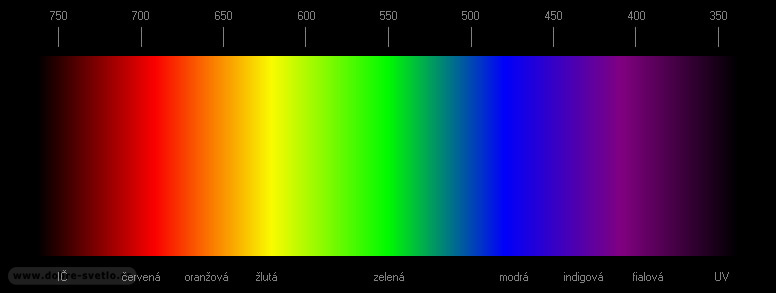 750 700 650 600 550 500 450 400 350
IČ červená oranžová žlutá zelená modrá indigová fialová UV